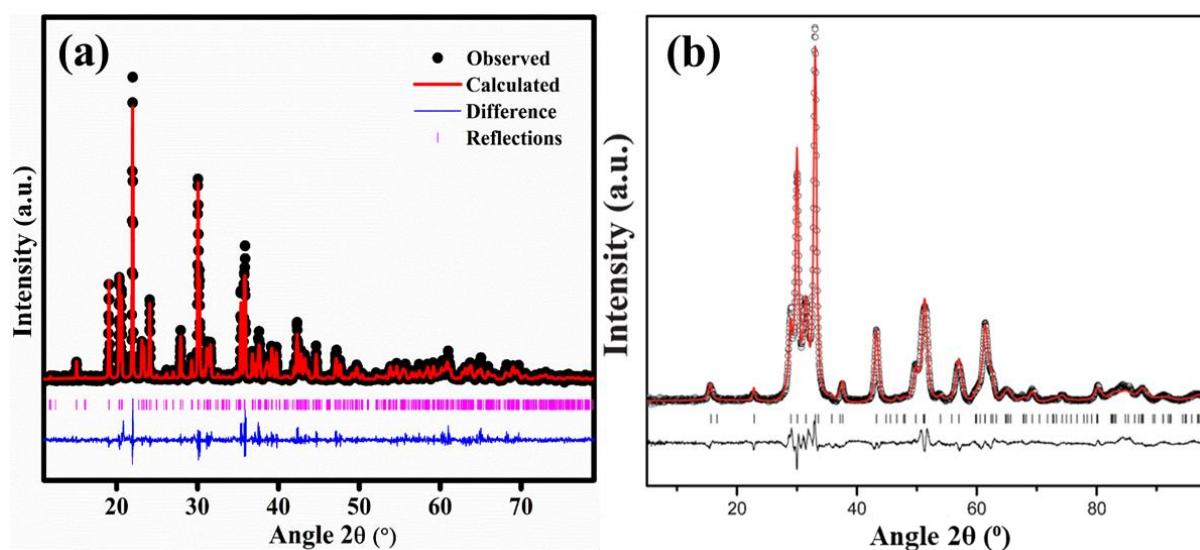 (a)
Observed
Calculated
Difference
Reflections
Intensity (a.u.)
20 30 40 50 60 70
Angle 2θ (°)
(b)
Intensity (a.u.)
20 40 60 80
Angle 2θ (⁰)